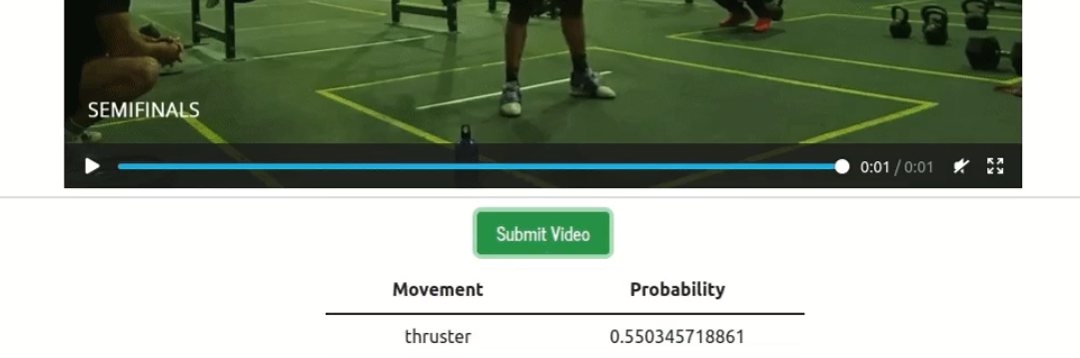 SEMIFINALS
0:01 / 0:01
Submit Video
Movement Probability
thruster 0.550345718861